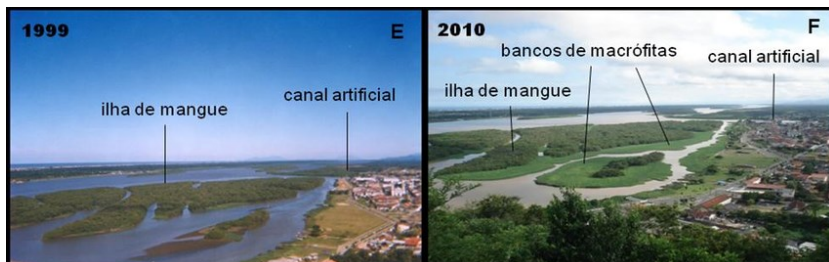 1999
E
ilha de mangue
canal artificial
2010
F
bancos de macrófitas
canal artificial
ilha de mangue